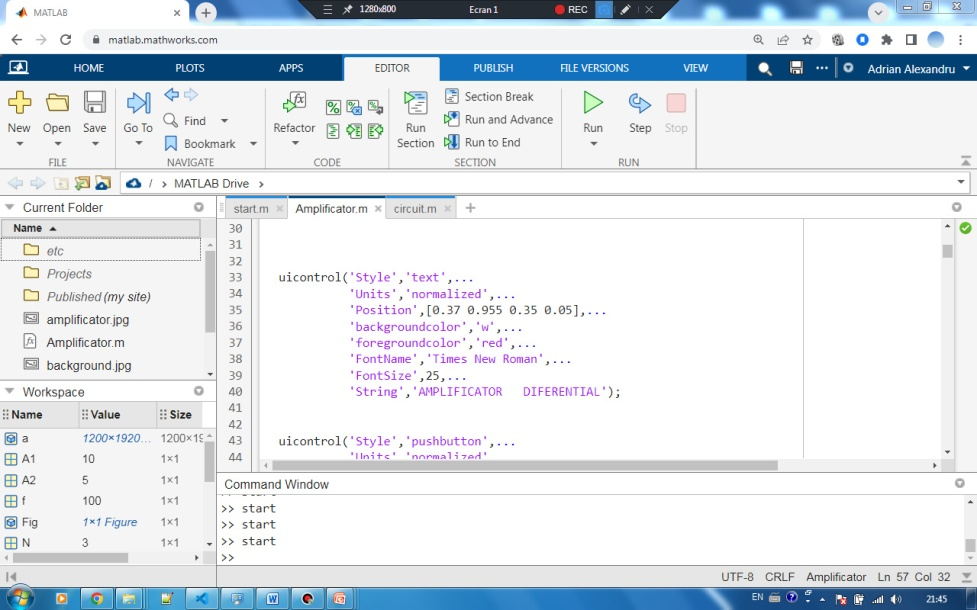 MATLAB
1280x800
Ecran 1
REC
matlab.mathworks.com
HOME
PLOTS
APPS
EDITOR
PUBLISH
FILE VERSIONS
VIEW
Adrian Alexandru
New
Open
Save
FILE
Go To
Find
Bookmark
NAVIGATE
Refactor
CODE
Run Section
Section Break
Run and Advance
Run to End
SECTION
Run
Step
Stop
RUN
/ › MATLAB Drive ›
Current Folder
Name
etc
Projects
Published (my site)
amplificator.jpg
Amplificator.m
background.jpg
Workspace
Name Value Size
a 1200×1920... 1200×19
A1 10 1×1
A2 5 1×1
f 100 1×1
Fig 1×1 Figure 1×1
N 3 1×1
start.m
Amplificator.m
circuit.m
30
31
32
33 uicontrol('Style','text',...
34 'Units','normalized',...
35 'Position',[0.37 0.955 0.35 0.05],...
36 'backgroundcolor','w',...
37 'foregroundcolor','red',...
38 'FontName','Times New Roman',...
39 'FontSize',25,...
40 'String','AMPLIFICATOR DIFERENTIAL');
41
42
43 uicontrol('Style','pushbutton',...
44 'Units','normalized'
Command Window
>> start
>> start
>> start
>> start
>>
UTF-8 CRLF Amplificator Ln 57 Col 32
EN
21:45